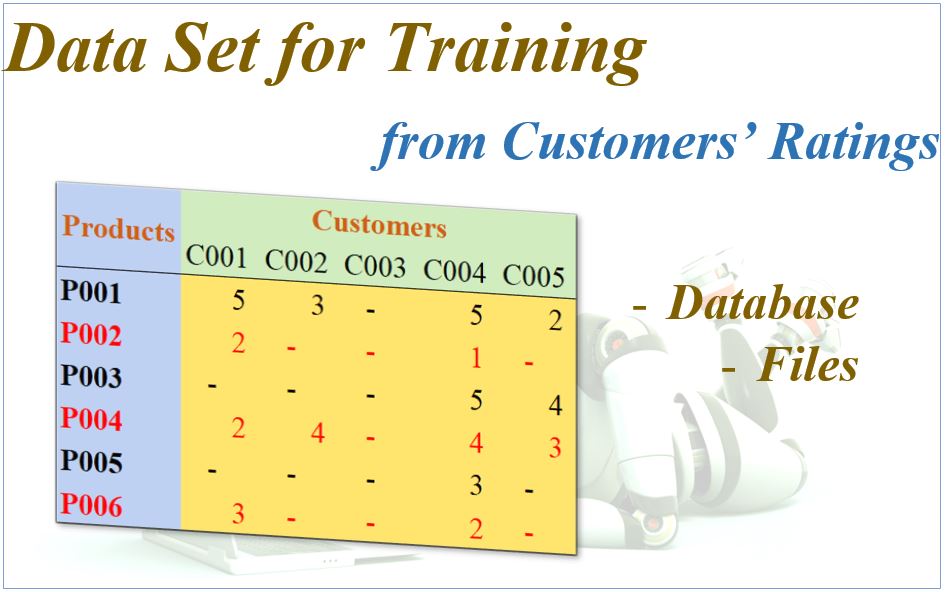 Data Set for Training
from Customers’ Ratings
Products Customers
C001 C002 C003 C004 C005
P001 5 3 - 5 2
P002 2 - - 1 -
P003 - - - 5 4
P004 2 4 - 4 3
P005 - - - 3 -
P006 3 - - 2 -
- Database
- Files